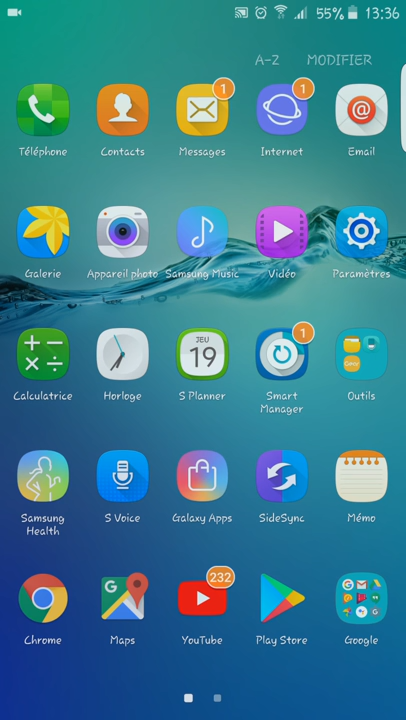 55% 13:36
A-Z MODIFIER
1 1
Téléphone Contacts Messages Internet Email
Galerie Appareil photo Samsung Music Vidéo Paramètres
JEU
19
1
Calculatrice Horloge S Planner Smart Manager Outils
Samsung Health S Voice Galaxy Apps SideSync Mémo
G
232
Chrome Maps YouTube Play Store Google